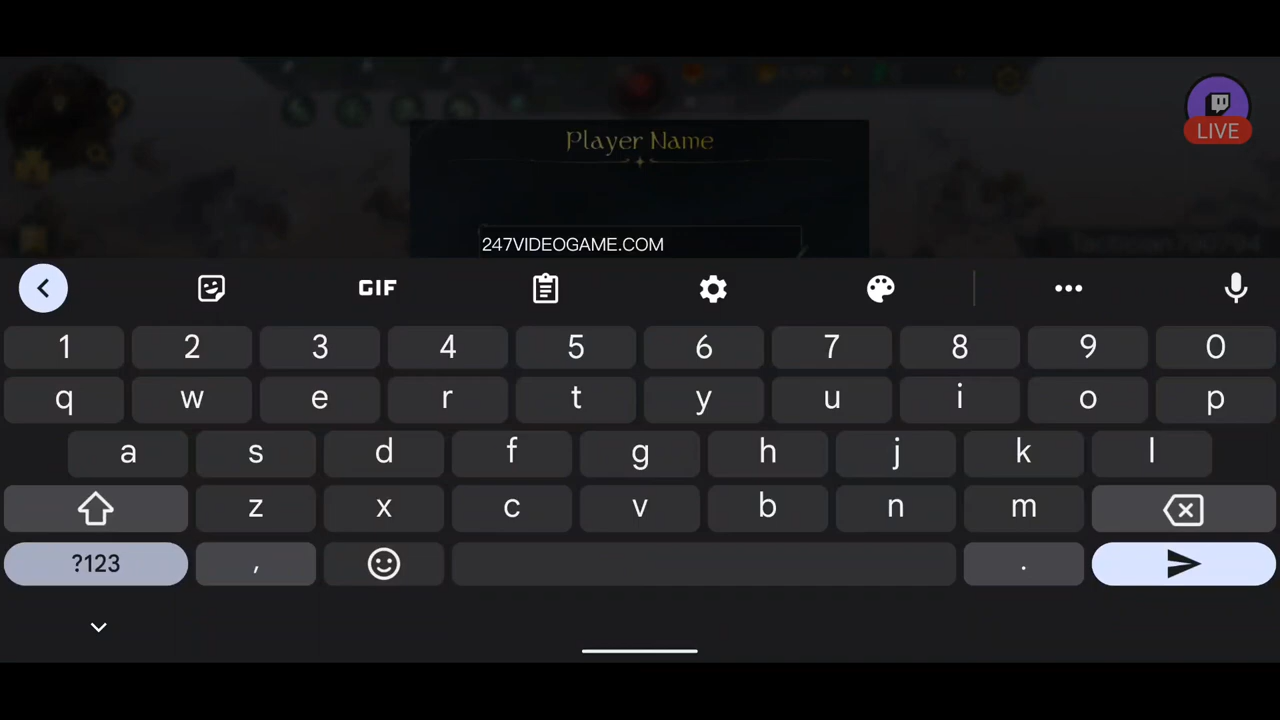 Player Name
LIVE
247VIDEOGAME.COM
GIF
1 2 3 4 5 6 7 8 9 0
q w e r t y u i o p
a s d f g h j k l
z x c v b n m
?123 , .